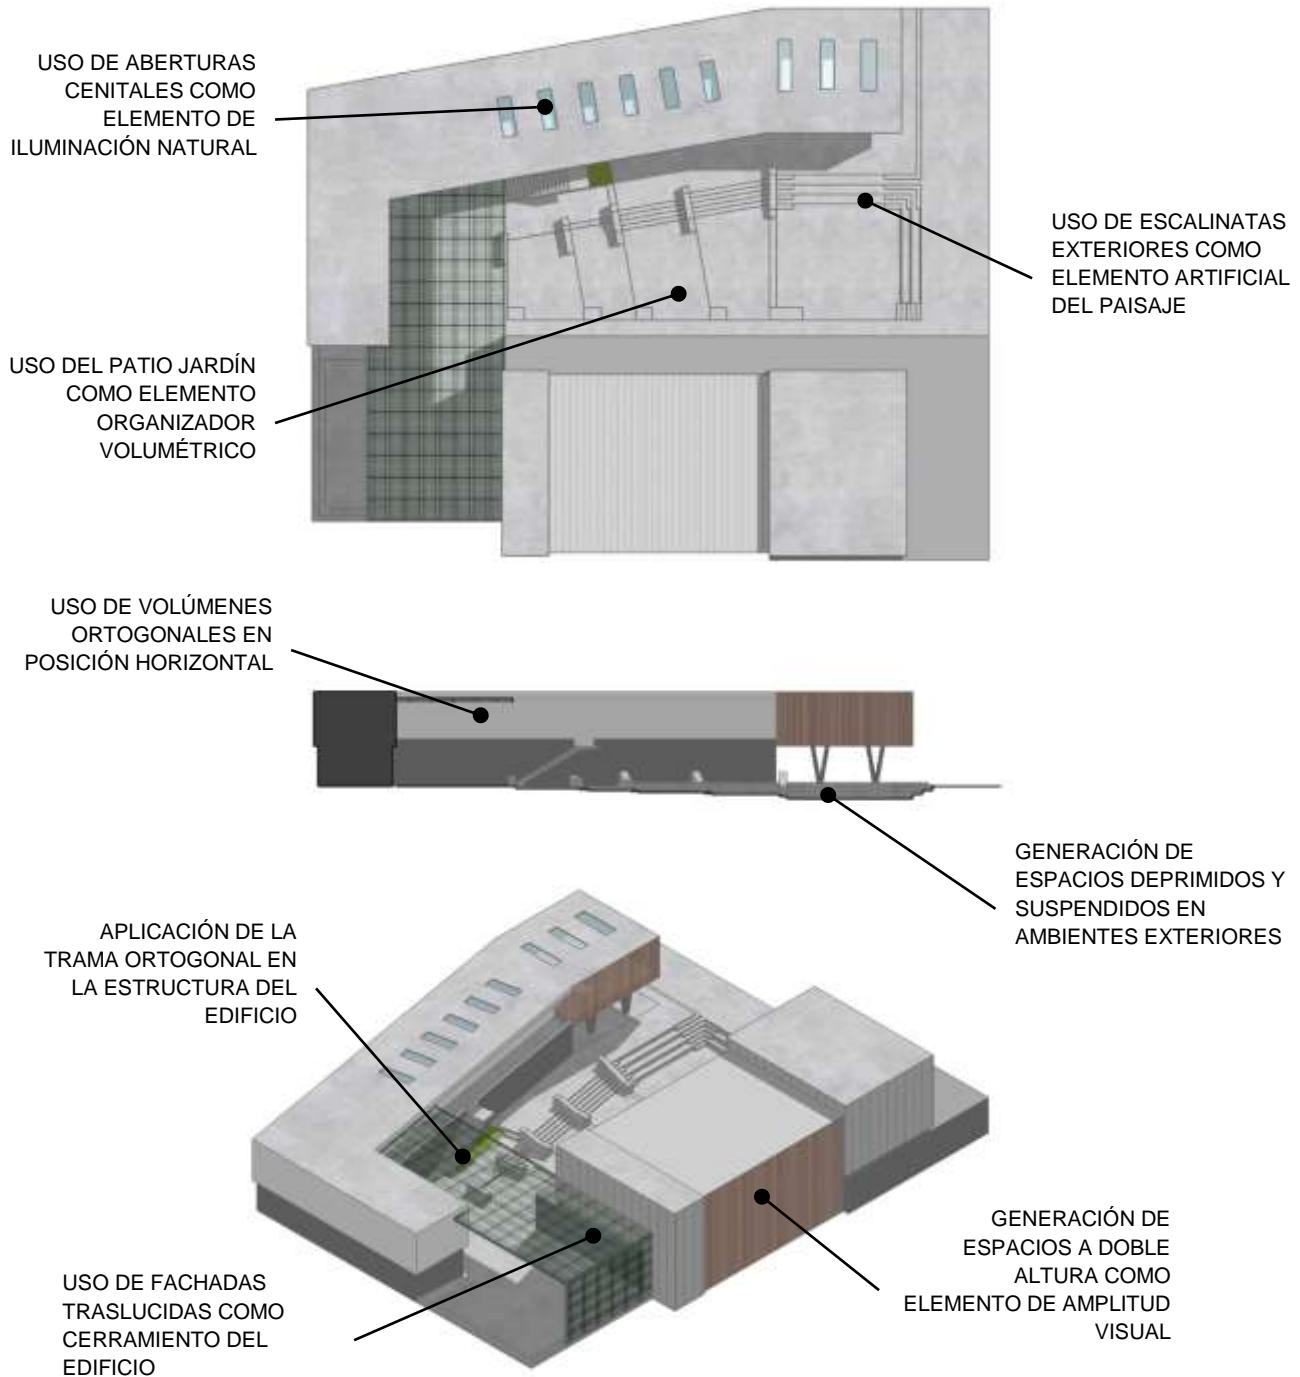 USO DE ABERTURAS
CENITALES COMO
ELEMENTO DE
ILUMINACIÓN NATURAL
USO DE ESCALINATAS
EXTERIORES COMO
ELEMENTO ARTIFICIAL
DEL PAISAJE
USO DEL PATIO JARDÍN
COMO ELEMENTO
ORGANIZADOR
VOLUMÉTRICO
USO DE VOLÚMENES
ORTOGONALES EN
POSICIÓN HORIZONTAL
GENERACIÓN DE
ESPACIOS DEPRIMIDOS Y
SUSPENDIDOS EN
AMBIENTES EXTERIORES
APLICACIÓN DE LA
TRAMA ORTOGONAL EN
LA ESTRUCTURA DEL
EDIFICIO
GENERACIÓN DE
ESPACIOS A DOBLE
ALTURA COMO
ELEMENTO DE AMPLITUD
VISUAL
USO DE FACHADAS
TRASLUCIDAS COMO
CERRAMIENTO DEL
EDIFICIO